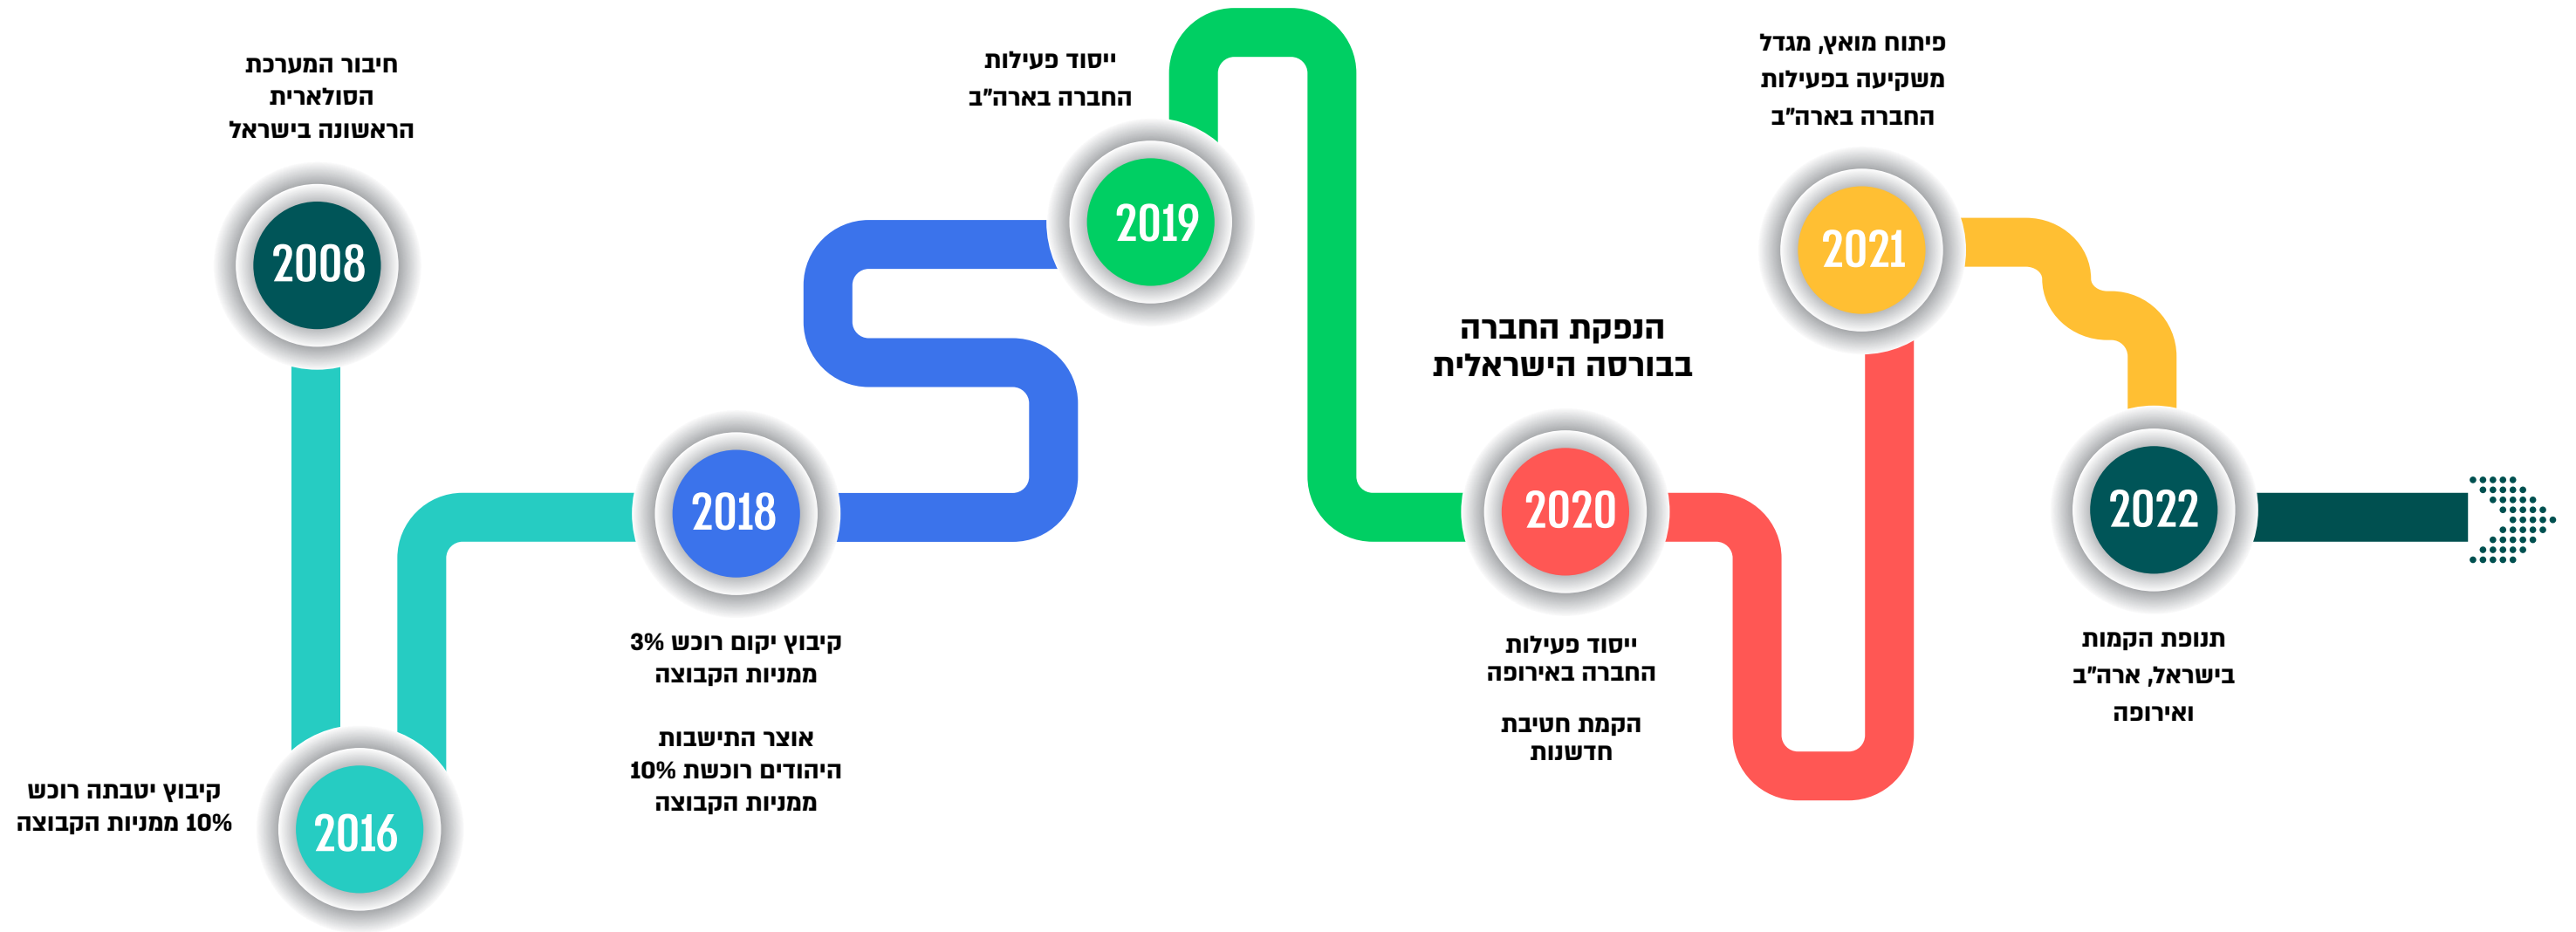 חיבור המערכת
הסולארית
הראשונה בישראל
2008
קיבוץ יטבתה רוכש
10% ממניות הקבוצה
2016
2018
קיבוץ יקום רוכש 3%
ממניות הקבוצה
אוצר התישבות
היהודים רוכשת 10%
ממניות הקבוצה
ייסוד פעילות
החברה בארה"ב
2019
הנפקת החברה
בבורסה הישראלית
2020
ייסוד פעילות
החברה באירופה
הקמת חטיבת
חדשנות
פיתוח מואץ, מגדל
משקיעה בפעילות
החברה בארה"ב
2021
2022
תנופת הקמות
בישראל, ארה"ב
ואירופה